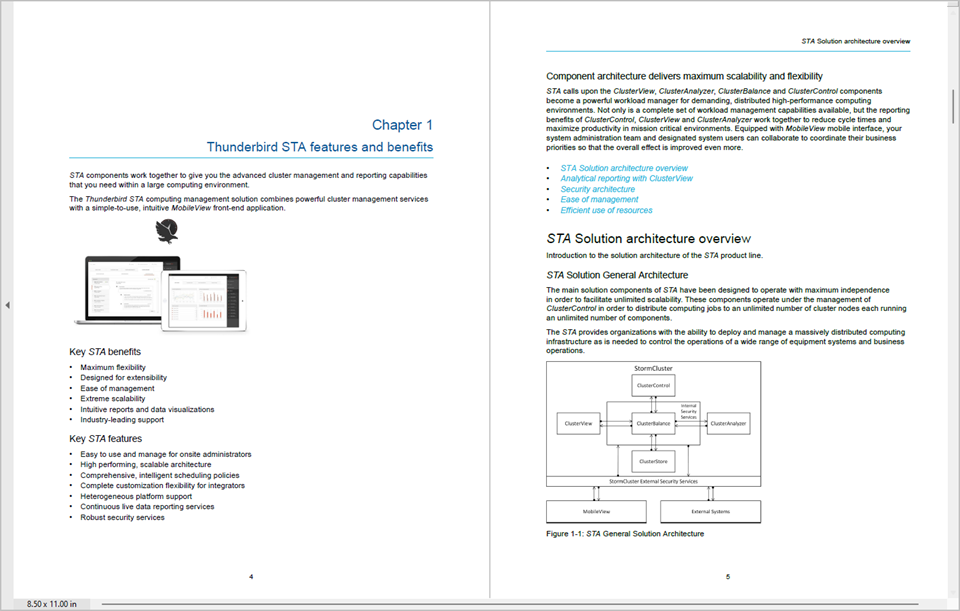 Chapter 1
Thunderbird STA features and benefits
STA components work together to give you the advanced cluster management and reporting capabilities
that you need within a large computing environment.
The Thunderbird STA computing management solution combines powerful cluster management services
with a simple-to-use, intuitive MobileView front-end application.
Key STA benefits
• Maximum flexibility
• Designed for extensibility
• Ease of management
• Extreme scalability
• Intuitive reports and data visualizations
• Industry-leading support
Key STA features
• Easy to use and manage for onsite administrators
• High performing, scalable architecture
• Comprehensive, intelligent scheduling policies
• Complete customization flexibility for integrators
• Heterogeneous platform support
• Continuous live data reporting services
• Robust security services
4
STA Solution architecture overview
Component architecture delivers maximum scalability and flexibility
STA calls upon the ClusterView, ClusterAnalyzer, ClusterBalance and ClusterControl components
become a powerful workload manager for demanding, distributed high-performance computing
environments. Not only is a complete set of workload management capabilities available, but the reporting
benefits of ClusterControl, ClusterView and ClusterAnalyzer work together to reduce cycle times and
maximize productivity in mission critical environments. Equipped with MobileView mobile interface, your
system administration team and designated system users can collaborate to coordinate their business
priorities so that the overall effect is improved even more.
• STA Solution architecture overview
• Analytical reporting with ClusterView
• Security architecture
• Ease of management
• Efficient use of resources
STA Solution architecture overview
Introduction to the solution architecture of the STA product line.
STA Solution General Architecture
The main solution components of STA have been designed to operate with maximum independence
in order to facilitate unlimited scalability. These components operate under the management of
ClusterControl in order to distribute computing jobs to an unlimited number of cluster nodes each running
an unlimited number of components.
The STA provides organizations with the ability to deploy and manage a massively distributed computing
infrastructure as is needed to control the operations of a wide range of equipment systems and business
operations.
StormCluster
ClusterControl
Internal
Security
Services
ClusterView
ClusterBalance
ClusterAnalyzer
ClusterStore
StormCluster External Security Services
MobileView
External Systems
Figure 1-1: STA General Solution Architecture
5
8.50 x 11.00 in